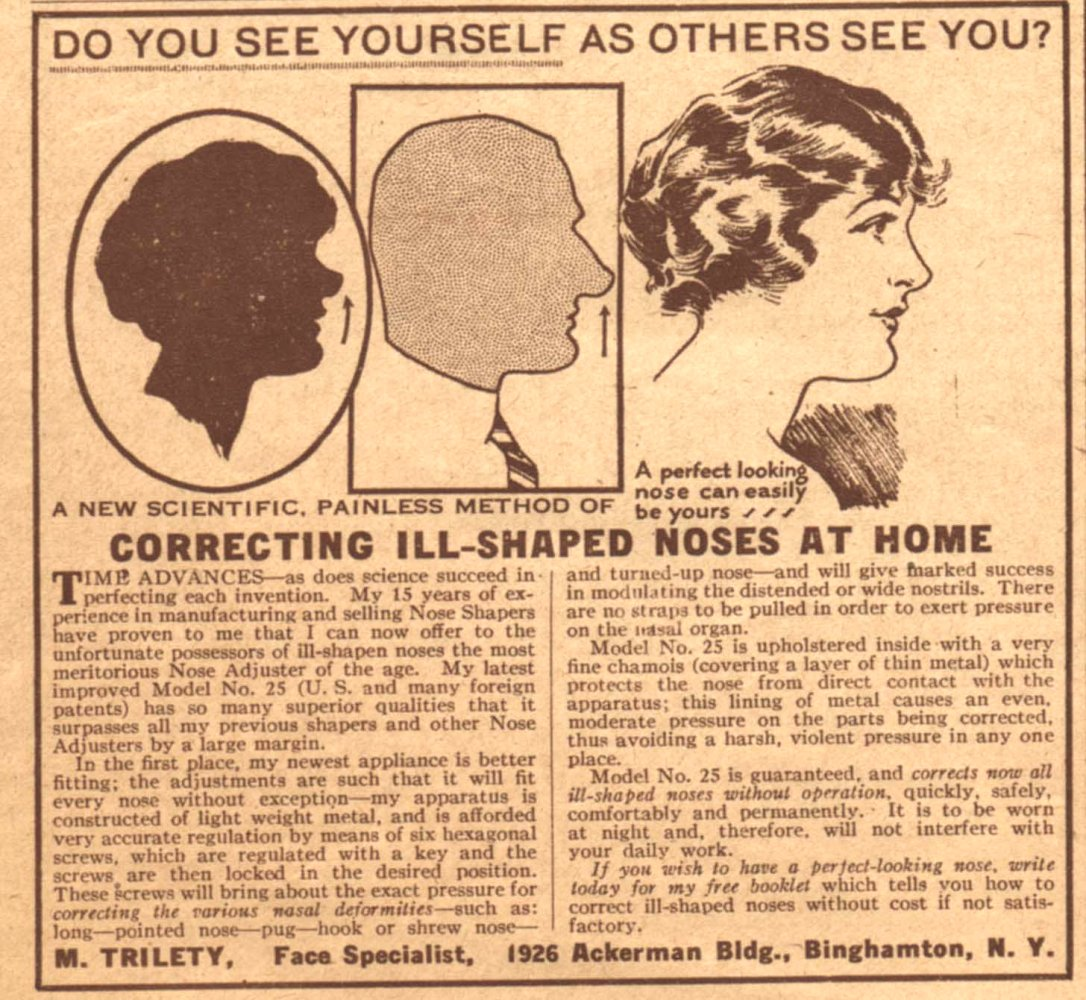 DO YOU SEE YOURSELF AS OTHERS SEE YOU?
A perfect looking
nose can easily
be yours
A NEW SCIENTIFIC, PAINLESS METHOD OF
CORRECTING ILL-SHAPED NOSES AT HOME
TIME ADVANCES—as does science succeed in
perfecting each invention. My 15 years of ex-
perience in manufacturing and selling Nose Shapers
have proven to me that I can now offer to the
unfortunate possessors of ill-shapen noses the most
meritorious Nose Adjuster of the age. My latest
improved Model No. 25 (U. S. and many foreign
patents) has so many superior qualities that it
surpasses all my previous shapers and other Nose
Adjusters by a large margin.
In the first place, my newest appliance is better
fitting; the adjustments are such that it will fit
every nose without exception—my apparatus is
constructed of light weight metal, and is afforded
very accurate regulation by means of six hexagonal
screws, which are regulated with a key and the
screws are then locked in the desired position.
These screws will bring about the exact pressure for
correcting the various nasal deformities—such as:
long—pointed nose—pug—hook or shrew nose—
and turned-up nose—and will give marked success
in modulating the distended or wide nostrils. There
are no straps to be pulled in order to exert pressure
on the nasal organ.
Model No. 25 is upholstered inside with a very
fine chamois (covering a layer of thin metal) which
protects the nose from direct contact with the
apparatus; this lining of metal causes an even,
moderate pressure on the parts being corrected,
thus avoiding a harsh, violent pressure in any one
place.
Model No. 25 is guaranteed, and corrects now all
ill-shaped noses without operation, quickly, safely,
comfortably and permanently. It is to be worn
at night and, therefore, will not interfere with
your daily work.
If you wish to have a perfect-looking nose, write
today for my free booklet which tells you how to
correct ill-shaped noses without cost if not satis-
factory.
M. TRILETY, Face Specialist, 1926 Ackerman Bldg., Binghamton, N. Y.